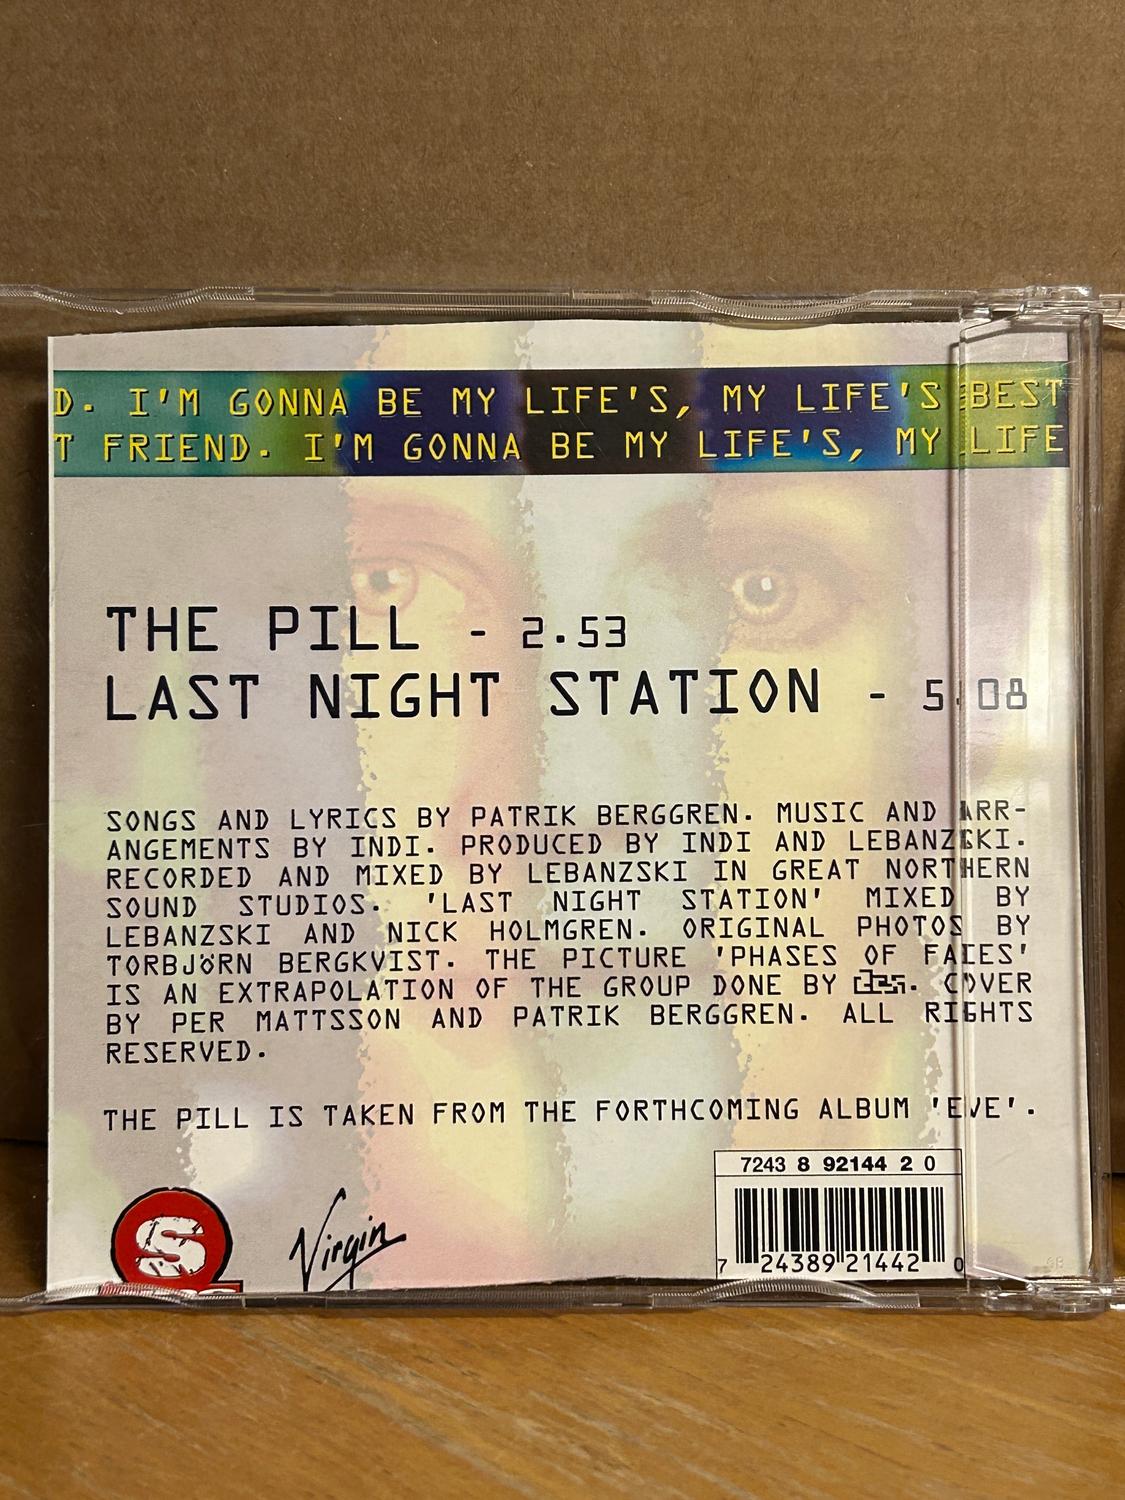 D. I'M GONNA BE MY LIFE'S, MY LIFE'S BEST
T FRIEND. I'M GONNA BE MY LIFE'S, MY LIFE
THE PILL - 2.53
LAST NIGHT STATION - 5.08
SONGS AND LYRICS BY PATRIK BERGGREN. MUSIC AND ARR-
ANGEMENTS BY INDI. PRODUCED BY INDI AND LEBANZSKI.
RECORDED AND MIXED BY LEBANZSKI IN GREAT NORTHERN
SOUND STUDIOS. 'LAST NIGHT STATION' MIXED BY
LEBANZSKI AND NICK HOLMGREN. ORIGINAL PHOTOS BY
TORBJÖRN BERGKVIST. THE PICTURE 'PHASES OF FACES'
IS AN EXTRAPOLATION OF THE GROUP DONE BY . COVER
BY PER MATTSSON AND PATRIK BERGGREN. ALL RIGHTS
RESERVED.
THE PILL IS TAKEN FROM THE FORTHCOMING ALBUM 'EVE'.
7243 8 92144 2 0
S
Virgin
7 24389 21442 0